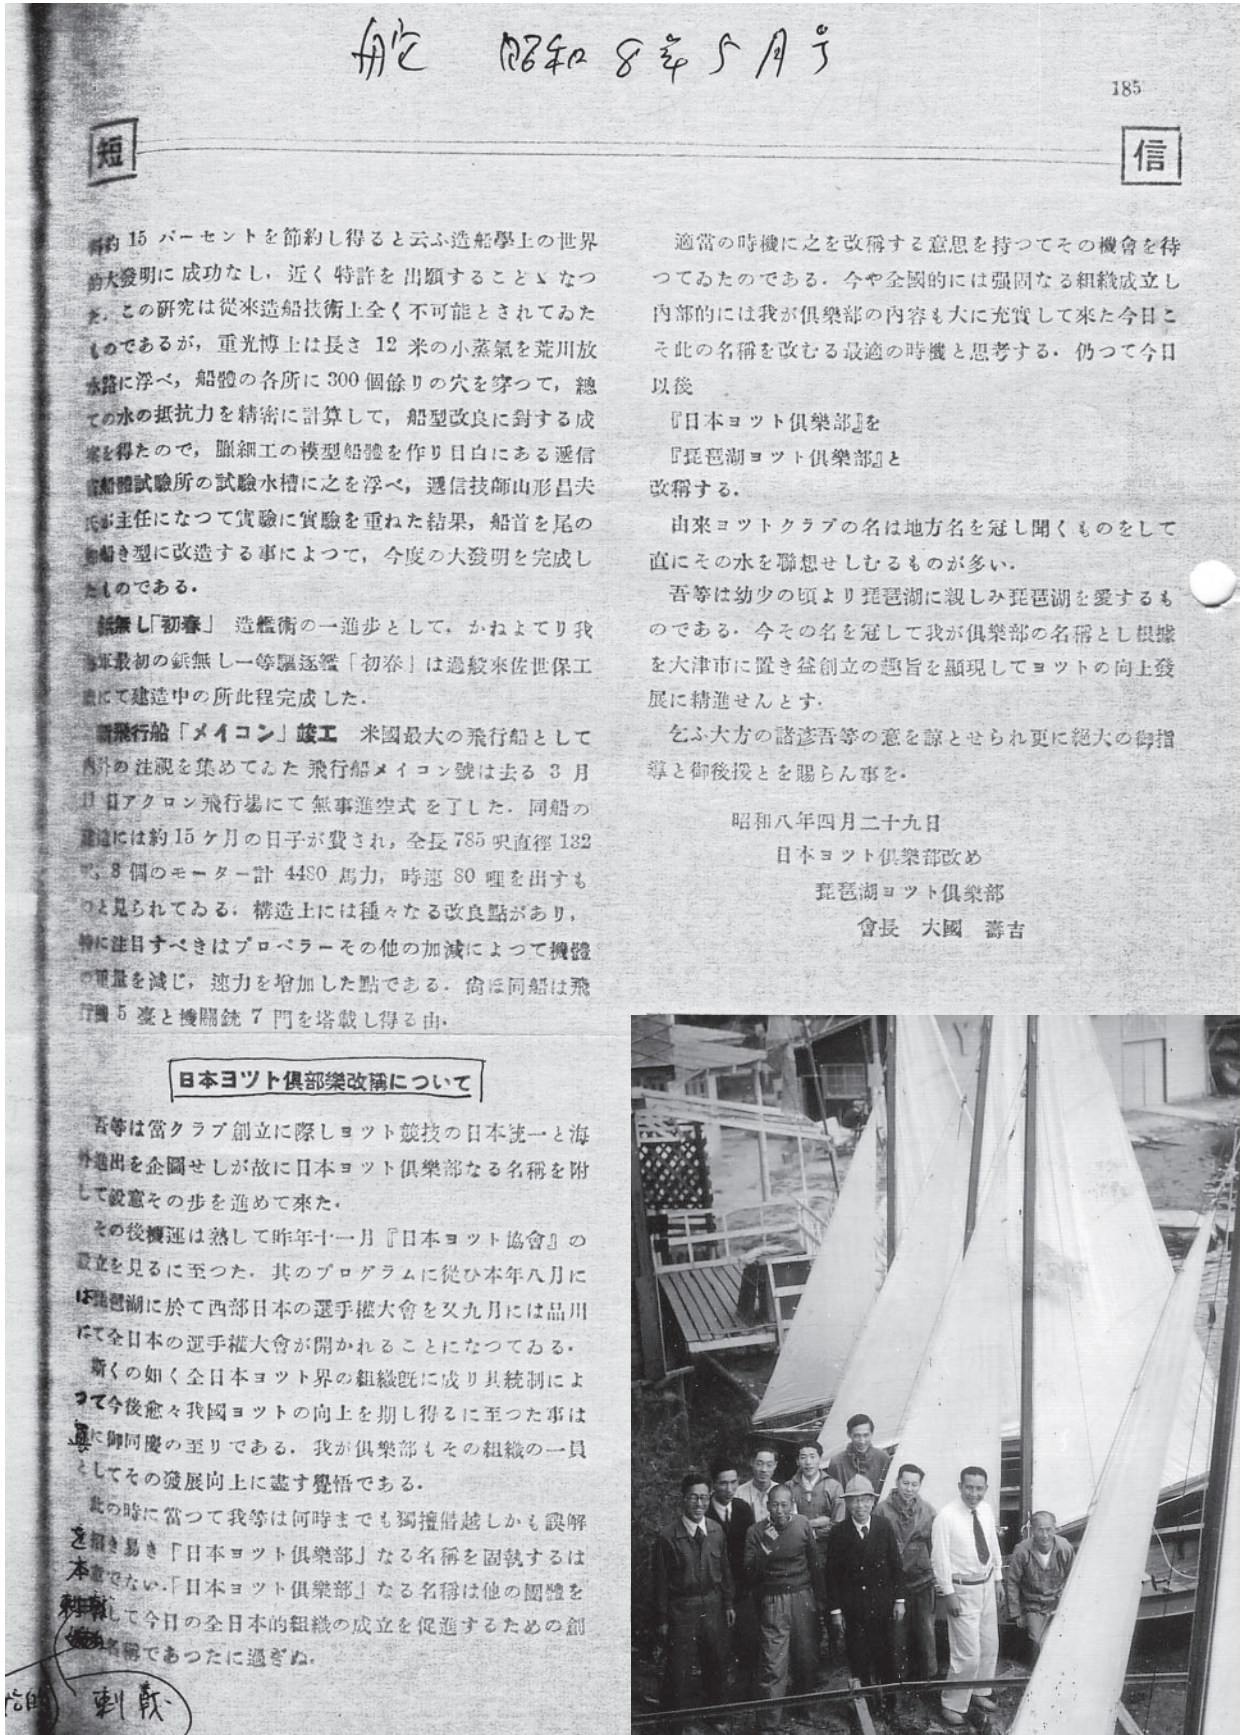 舵 昭和8年5月号
185
短
信
約 15 パーセントを節約し得ると云ふ造船學上の世界
的大發明に成功なし，近く特許を出願することゝなつ
た．この研究は從來造船技術上全く不可能とされてゐた
ものであるが，重光博士は長さ 12 米の小蒸氣を荒川放
水路に浮べ，船體の各所に 300 個餘りの穴を穿つて，總
ての水の抵抗力を精密に計算して，船型改良に對する成
案を得たので，臘細工の模型船體を作り目白にある遞信
省船體試驗所の試驗水槽に之を浮べ，遞信技師山形昌夫
氏が主任になつて實驗に實驗を重ねた結果，船首を尾の
如き型に改造する事によつて，今度の大發明を完成し
たものである．
鋲無し「初春」 造艦術の一進歩として，かねよてり我
海軍最初の鋲無し一等驅逐艦「初春」は過般來佐世保工
廠にて建造中の所此程完成した．
新飛行船「メイコン」竣工 米國最大の飛行船として
内外の注視を集めてゐた飛行船メイコン號は去る 3 月
11 日アクロン飛行場にて無事進空式を了した．同船の
建造には約 15 ケ月の日子が費され，全長 785 呎直徑 132
呎，8 個のモーター計 4480 馬力，時速 80 哩を出すも
のと見られてゐる．構造上には種々なる改良點があり，
特に注目すべきはプロペラーその他の加減によつて機體
の重量を減じ，速力を增加した點である．尙ほ同船は飛
行機 5 臺と機關銃 7 門を塔載し得る由．
日本ヨツト倶部樂改稱について
吾等は當クラブ創立に際しヨツト競技の日本統一と海
外進出を企圖せしが故に日本ヨツト倶樂部なる名稱を附
して鋭意その歩を進めて來た．
その後機運は熟して昨年十一月『日本ヨツト協會』の
設立を見るに至つた．其のプログラムに從ひ本年八月に
は琵琶湖に於て西部日本の選手權大會を又九月には品川
にて全日本の選手權大會が開かれることになつてゐる．
斯くの如く全日本ヨツト界の組織旣に成り其統制によ
つて今後愈々我國ヨツトの向上を期し得るに至つた事は
眞に御同慶の至りである．我が倶樂部もその組織の一員
としてその發展向上に盡す覺悟である．
此の時に當つて我等は何時までも獨擅僭越しかも誤解
を招き易き「日本ヨツト倶樂部」なる名稱を固執するは
本意でない．「日本ヨツト倶樂部」なる名稱は他の團體を
して今日の全日本的組織の成立を促進するための創
名稱であつたに過ぎぬ．
刺戟
適當の時機に之を改稱する意思を持つてその機會を待
つてゐたのである．今や全國的には强固なる組織成立し
内部的には我が倶樂部の内容も大に充實して來た今日こ
そ此の名稱を改むる最適の時機と思考する．仍つて今日
以後
『日本ヨツト倶樂部』を
『琵琶湖ヨツト倶樂部』と
改稱する．
由來ヨツトクラブの名は地方名を冠し聞くものをして
直にその水を聯想せしむるものが多い．
吾等は幼少の頃より琵琶湖に親しみ琵琶湖を愛するも
のである．今その名を冠して我が倶樂部の名稱とし根據
を大津市に置き益創立の趣旨を顯現してヨツトの向上發
展に精進せんとす．
乞ふ大方の諸彥吾等の意を諒とせられ更に絕大の御指
導と御後援とを賜らん事を．
昭和八年四月二十九日
日本ヨツト倶樂部改め
琵琶湖ヨツト倶樂部
會長 大國 壽吉